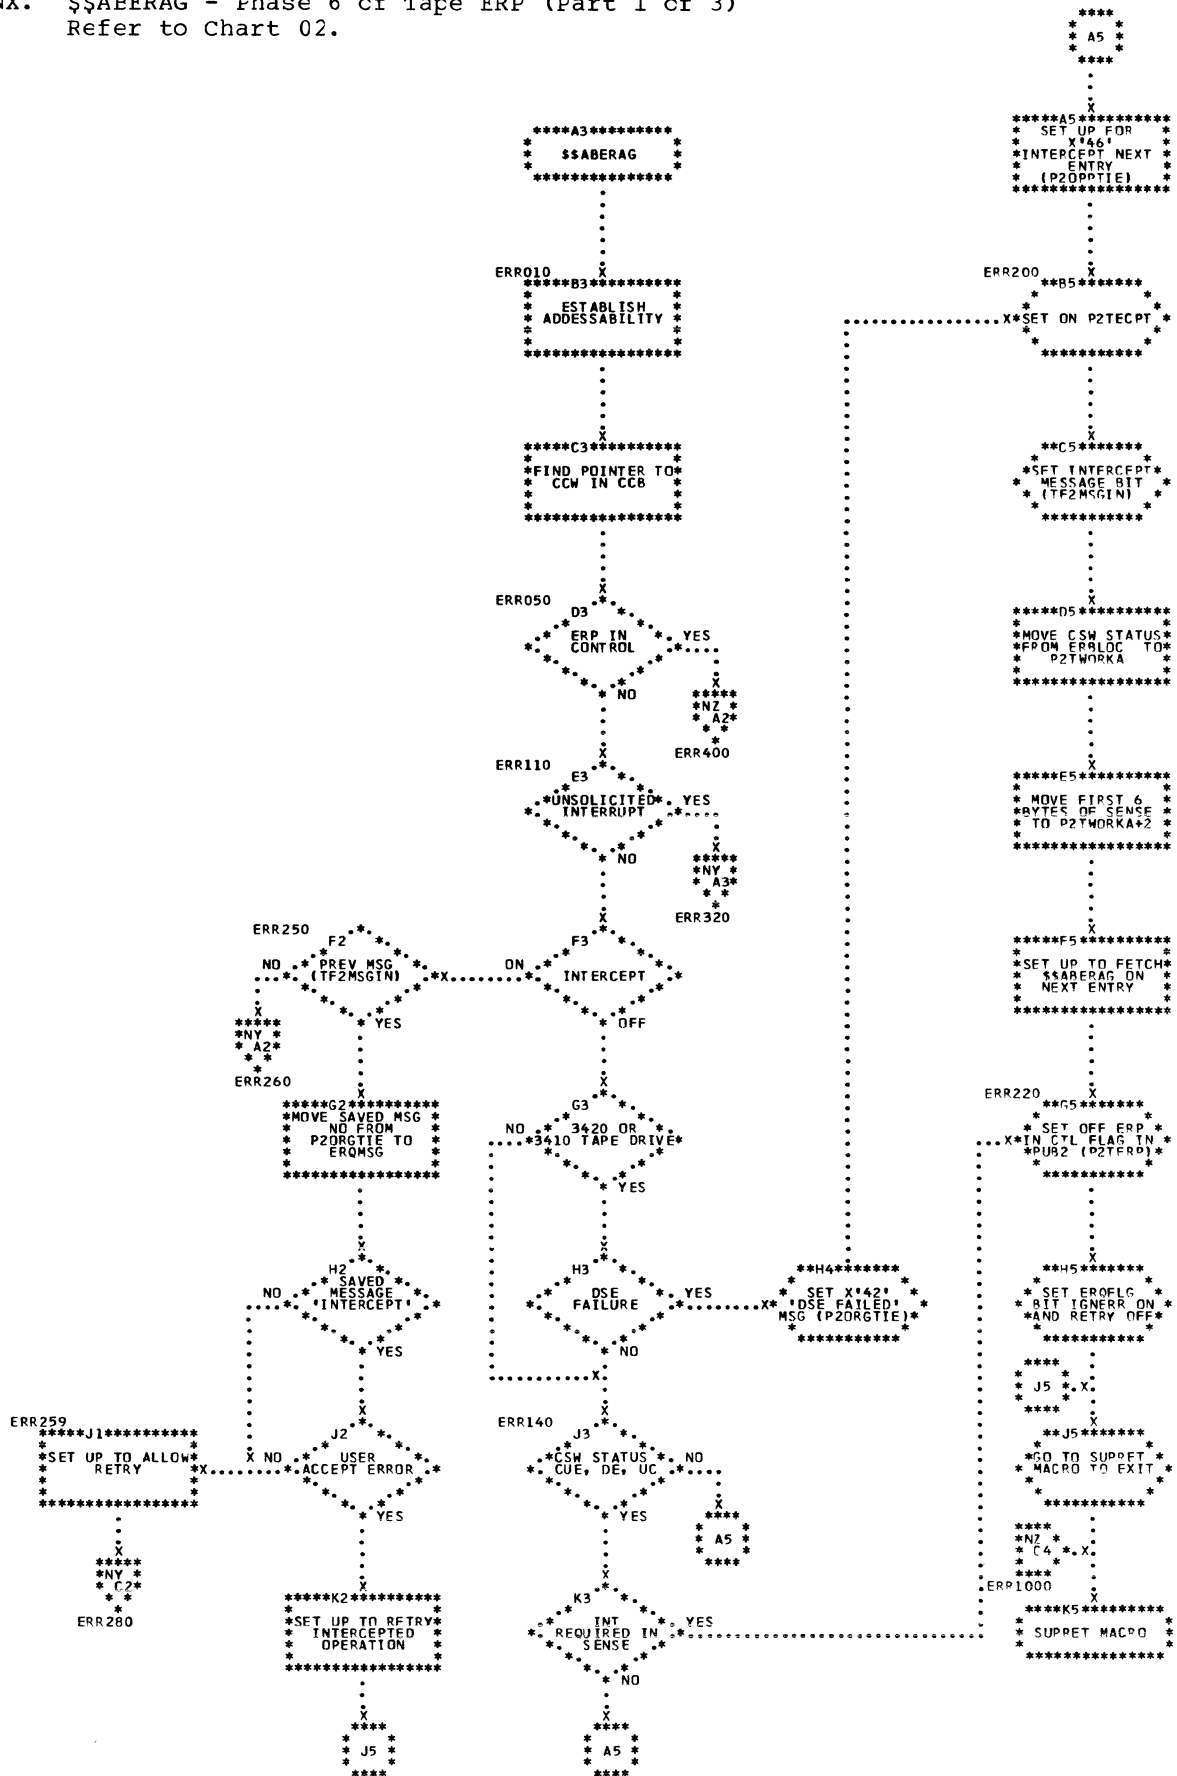 $$ABERAG - Phase 6 of Tape ERP (Part 1 of 3)
Refer to Chart 02.
A5
A5
SET UP FOR
X'46'
INTERCEPT NEXT
ENTRY
(P2OPPTIE)
A3
$$ABERAG
ERR010
B3
ESTABLISH
ADDESSABILITY
ERR200
B5
SET ON P2TECPT
C3
FIND POINTER TO
CCW IN CCB
C5
SET INTERCEPT
MESSAGE BIT
(TF2MSGIN)
ERR050
D3
ERP IN
CONTROL
YES
NO
NZ
A2
ERR400
D5
MOVE CSW STATUS
FROM ERBLOC TO
P2TWORKA
ERR110
E3
UNSOLICITED
INTERRUPT
YES
NO
NY
A3
ERR320
E5
MOVE FIRST 6
BYTES OF SENSE
TO P2TWORKA+2
ERR250
F2
PREV MSG
(TF2MSGIN)
NO
YES
NY
A2
ERR260
F3
INTERCEPT
ON
OFF
F5
SET UP TO FETCH
$$ABERAG ON
NEXT ENTRY
G2
MOVE SAVED MSG
NO FROM
P2ORGTIE TO
ERQMSG
G3
3420 OR
3410 TAPE DRIVE
NO
YES
ERR220
G5
SET OFF ERP
IN CTL FLAG IN
PUB2 (P2TERP)
H2
SAVED
MESSAGE
'INTERCEPT'
NO
YES
H3
DSE
FAILURE
YES
NO
H4
SET X'42'
'DSE FAILED'
MSG (P2ORGTIE)
H5
SET ERQFLG
BIT IGNERR ON
AND RETRY OFF
J5
ERR259
J1
SET UP TO ALLOW
RETRY
NY
C2
ERR280
J2
USER
ACCEPT ERROR
NO
YES
ERR140
J3
CSW STATUS
CUE, DE, UC
NO
YES
A5
J5
GO TO SUPRET
MACRO TO EXIT
NZ
C4
ERR1000
K2
SET UP TO RETRY
INTERCEPTED
OPERATION
J5
K3
INT
REQUIRED IN
SENSE
YES
NO
A5
K5
SUPRET MACRO